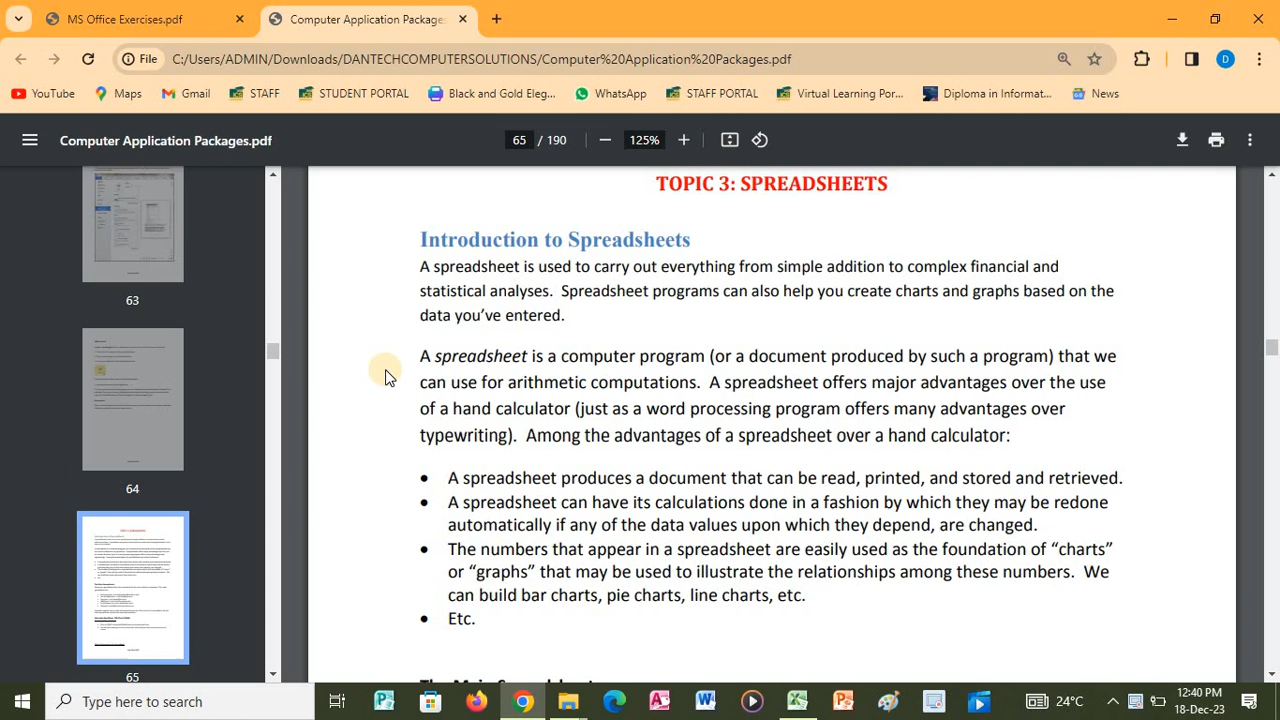 MS Office Exercises.pdf
Computer Application Package
File
C:/Users/ADMIN/Downloads/DANTECHCOMPUTERSOLUTIONS/Computer%20Application%20Packages.pdf
D
YouTube
Maps
Gmail
STAFF
STUDENT PORTAL
Black and Gold Eleg...
WhatsApp
STAFF PORTAL
Virtual Learning Por...
Diploma in Informat...
News
Computer Application Packages.pdf
65 / 190
125%
63
64
65
TOPIC 3: SPREADSHEETS
Introduction to Spreadsheets
A spreadsheet is used to carry out everything from simple addition to complex financial and
statistical analyses. Spreadsheet programs can also help you create charts and graphs based on the
data you’ve entered.
A spreadsheet is a computer program (or a document produced by such a program) that we
can use for arithmetic computations. A spreadsheet offers major advantages over the use
of a hand calculator (just as a word processing program offers many advantages over
typewriting). Among the advantages of a spreadsheet over a hand calculator:
• A spreadsheet produces a document that can be read, printed, and stored and retrieved.
• A spreadsheet can have its calculations done in a fashion by which they may be redone
automatically if any of the data values upon which they depend, are changed.
• The numbers that appear in a spreadsheet are easily used as the foundation of “charts”
or “graphs” that may be used to illustrate the relationships among these numbers. We
can build bar charts, pie charts, line charts, etc.
• Etc.
Type here to search
24°C
12:40 PM
18-Dec-23